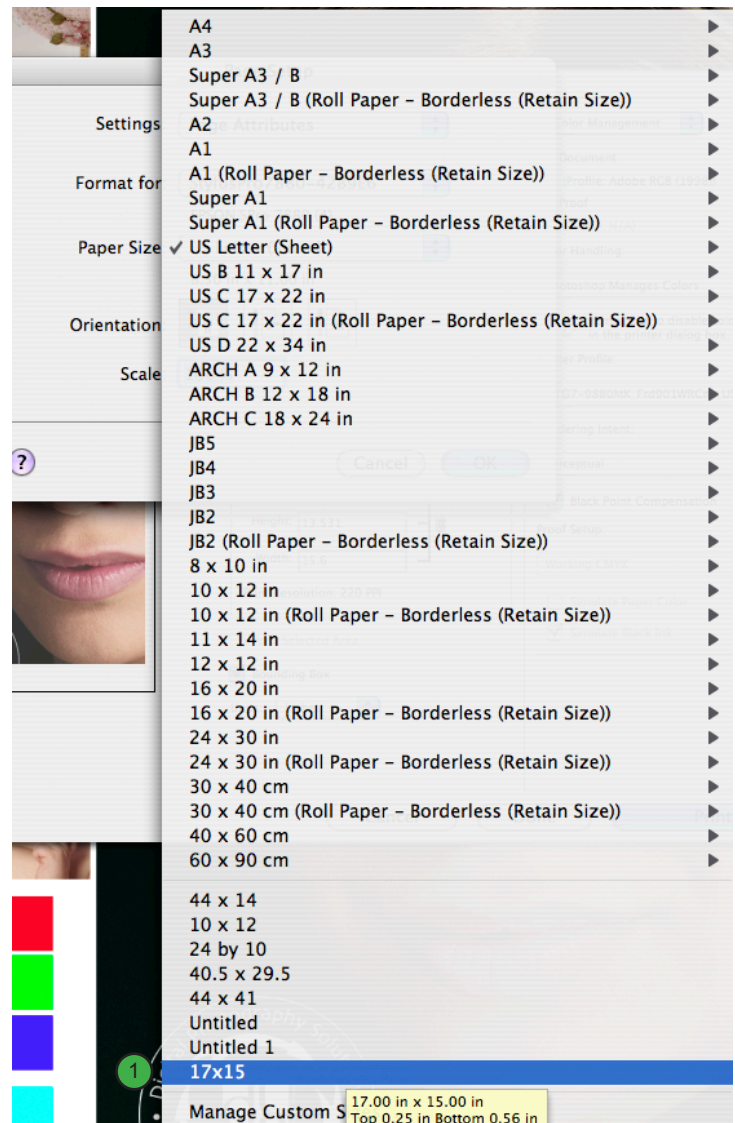 A4
A3
Super A3 / B
Super A3 / B (Roll Paper – Borderless (Retain Size))
Settings
A2
A1
A1 (Roll Paper – Borderless (Retain Size))
Format for
Super A1
Super A1 (Roll Paper – Borderless (Retain Size))
Paper Size ✓ US Letter (Sheet)
US B 11 x 17 in
US C 17 x 22 in
US C 17 x 22 in (Roll Paper – Borderless (Retain Size))
Orientation
US D 22 x 34 in
Scale
ARCH A 9 x 12 in
ARCH B 12 x 18 in
ARCH C 18 x 24 in
JB5
?
JB4
Cancel
OK
JB3
JB2
JB2 (Roll Paper – Borderless (Retain Size))
8 x 10 in
10 x 12 in
10 x 12 in (Roll Paper – Borderless (Retain Size))
11 x 14 in
12 x 12 in
16 x 20 in
16 x 20 in (Roll Paper – Borderless (Retain Size))
24 x 30 in
24 x 30 in (Roll Paper – Borderless (Retain Size))
30 x 40 cm
30 x 40 cm (Roll Paper – Borderless (Retain Size))
40 x 60 cm
60 x 90 cm
44 x 14
10 x 12
24 by 10
40.5 x 29.5
44 x 41
Untitled
Untitled 1
1
17x15
Manage Custom S
17.00 in x 15.00 in
Top 0.25 in Bottom 0.56 in